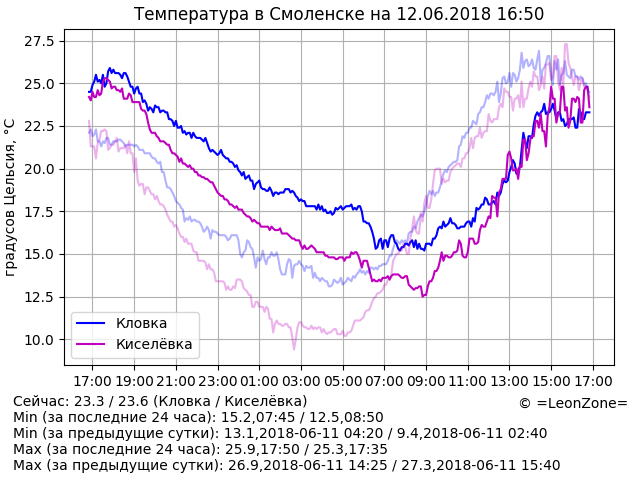 Температура в Смоленске на 12.06.2018 16:50
27.5
25.0
22.5
20.0
17.5
15.0
12.5
10.0
градусов Цельсия, °C
Кловка
Киселёвка
17:00 19:00 21:00 23:00 01:00 03:00 05:00 07:00 09:00 11:00 13:00 15:00 17:00
Сейчас: 23.3 / 23.6 (Кловка / Киселёвка)
© =LeonZone=
Min (за последние 24 часа): 15.2,07:45 / 12.5,08:50
Min (за предыдущие сутки): 13.1,2018-06-11 04:20 / 9.4,2018-06-11 02:40
Max (за последние 24 часа): 25.9,17:50 / 25.3,17:35
Max (за предыдущие сутки): 26.9,2018-06-11 14:25 / 27.3,2018-06-11 15:40